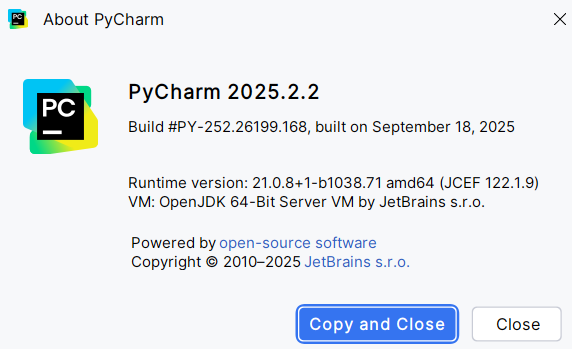 About PyCharm
PC
PyCharm 2025.2.2
Build #PY-252.26199.168, built on September 18, 2025
Runtime version: 21.0.8+1-b1038.71 amd64 (JCEF 122.1.9)
VM: OpenJDK 64-Bit Server VM by JetBrains s.r.o.
Powered by open-source software
Copyright © 2010–2025 JetBrains s.r.o.
Copy and Close
Close